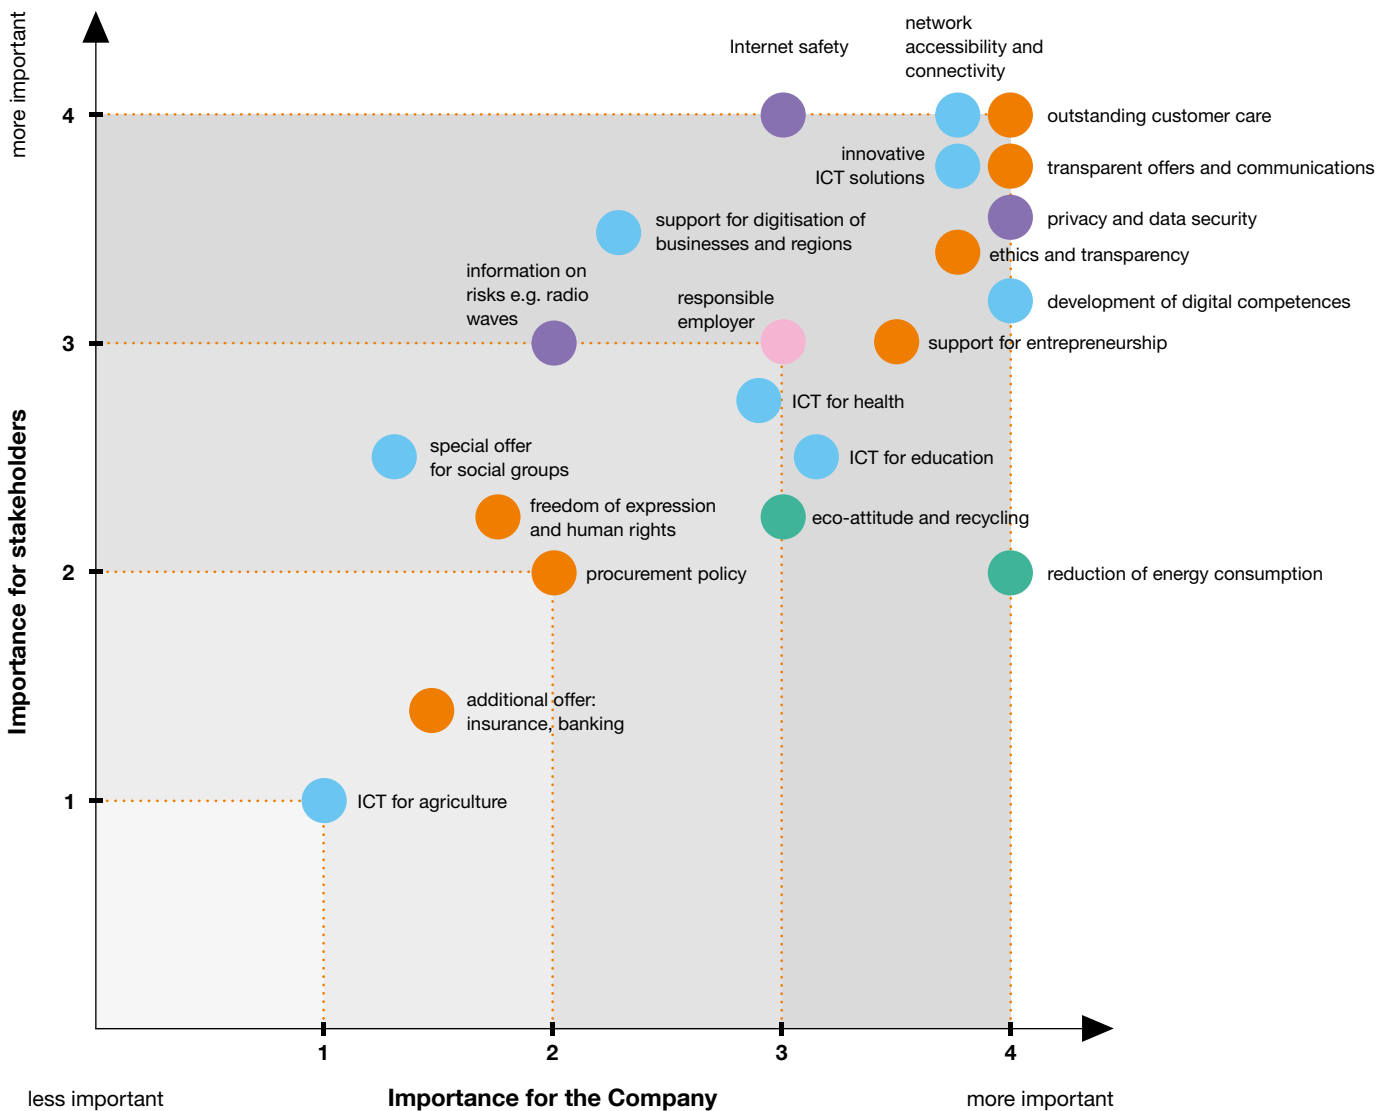 more important
Internet safety
network
accessibility and
connectivity
4
outstanding customer care
innovative
ICT solutions
transparent offers and communications
support for digitisation of
businesses and regions
privacy and data security
ethics and transparency
information on
risks e.g. radio
waves
responsible
employer
development of digital competences
3
support for entrepreneurship
ICT for health
Importance for stakeholders
special offer
for social groups
ICT for education
freedom of expression
and human rights
eco-attitude and recycling
2
procurement policy
reduction of energy consumption
additional offer:
insurance, banking
1
ICT for agriculture
1
2
3
4
less important
Importance for the Company
more important